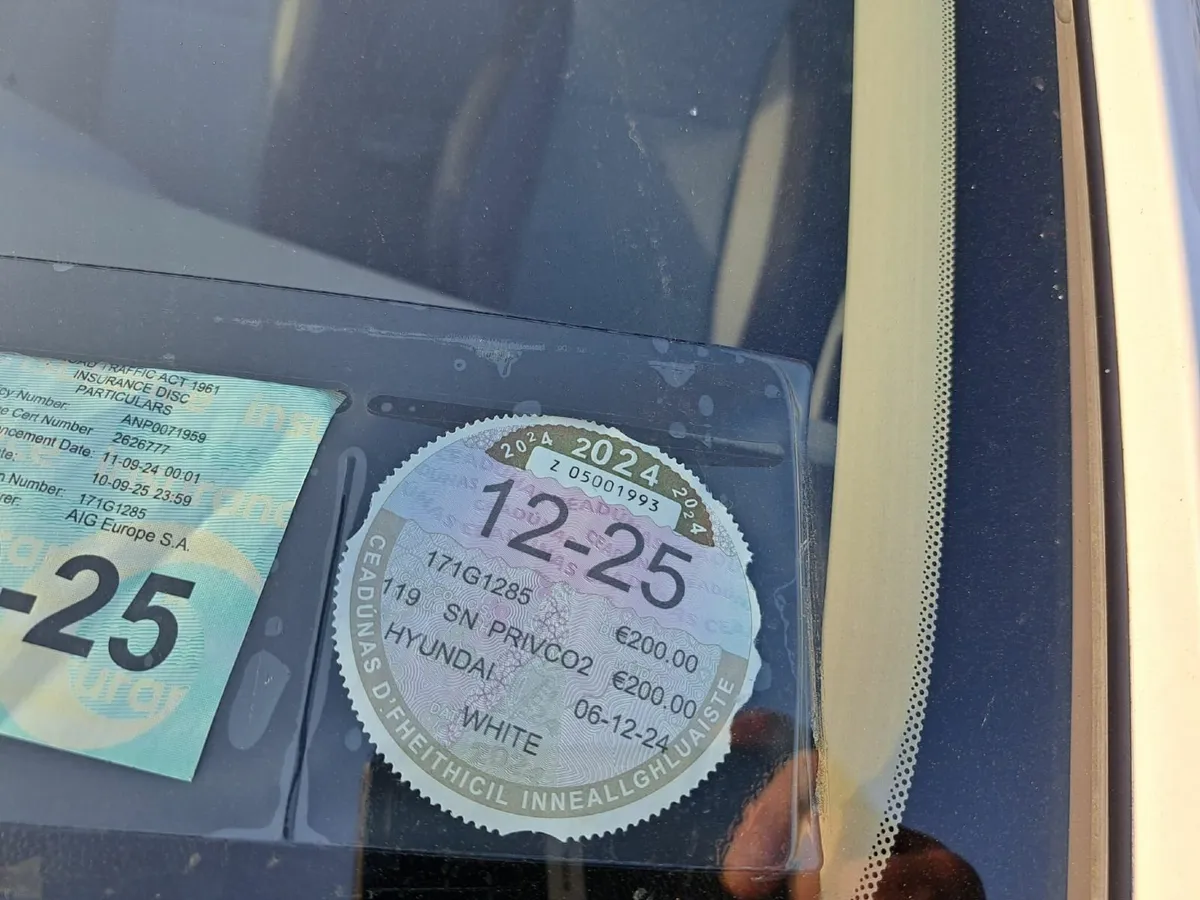 TRAFFIC ACT 1961
INSURANCE DISC
PARTICULARS
Number: ANP0071959
Cert Number 2626777
Date: 11-09-24 00:01
10-09-25 23:59
Number: 171G1285
AIG Europe S.A.
-25
2024 2024 2024
Z 05001993
12-25
171G1285 €200.00
119 SN PRIVCO2 €200.00
HYUNDAI 06-12-24
WHITE
CEADÚNAS D'FHEITHICIL INNEALLGHLUAISTE